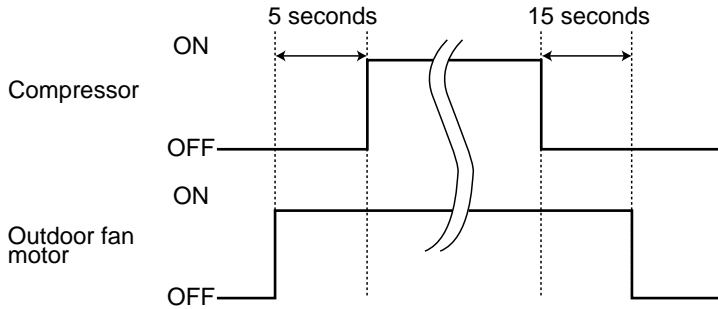 5 seconds
15 seconds
ON
Compressor
OFF
ON
Outdoor fan
motor
OFF